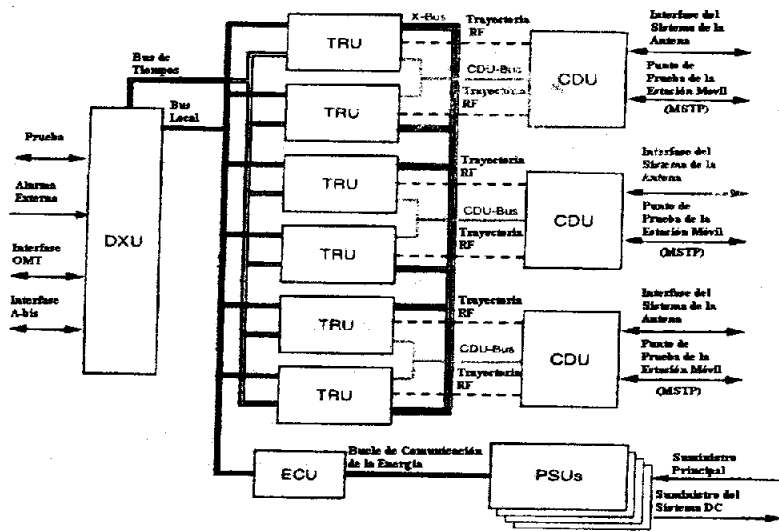 X-Bus
Bus de
Tiempos
Bus
Local
Prueba
Alarma
Externa
Interfase
OMT
Interfase
A-bis
DXU
TRU
TRU
TRU
TRU
TRU
TRU
Trayectoria
RF
CDU-Bus
Trayectoria
RF
CDU
Interfase del
Sistema de la
Antena
Punto de
Prueba de la
Estación Móvil
(MSTP)
Trayectoria
RF
CDU-Bus
Trayectoria
RF
CDU
Interfase del
Sistema de la
Antena
Punto de
Prueba de la
Estación Móvil
(MSTP)
Trayectoria
RF
CDU-Bus
Trayectoria
RF
CDU
Interfase del
Sistema de la
Antena
Punto de
Prueba de la
Estación Móvil
(MSTP)
ECU
Bucle de Comunicación
de la Energía
PSUs
Suministro
Principal
Suministro del
Sistema DC